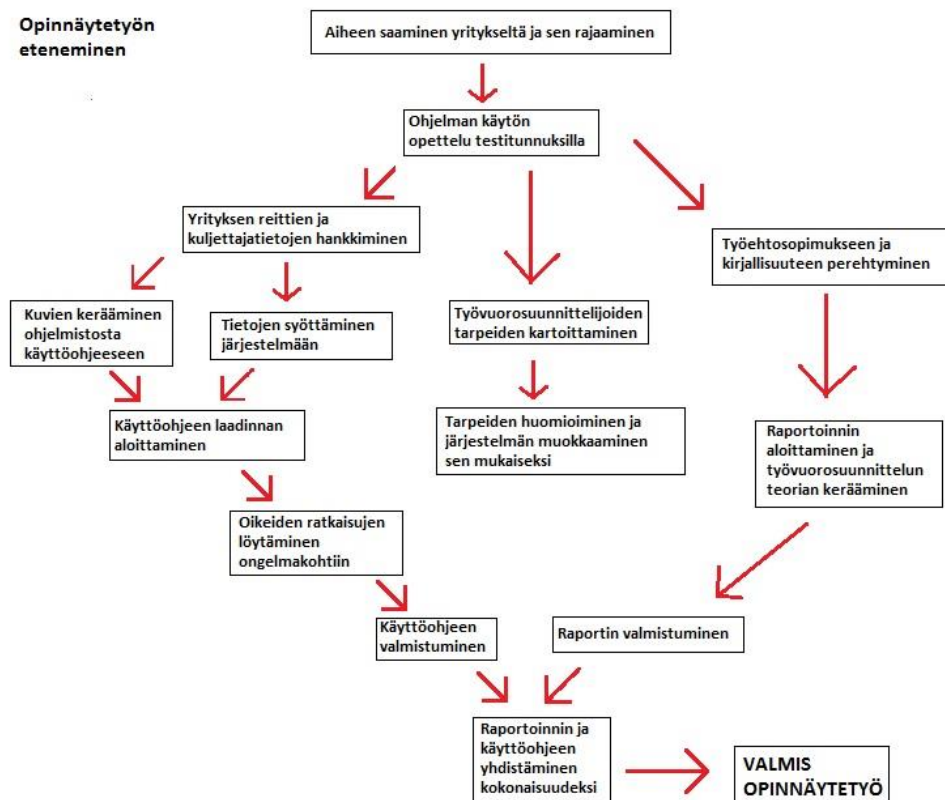 Opinnäytetyön
eteneminen
Aiheen saaminen yritykseltä ja sen rajaaminen
Ohjelman käytön
opettelu testitunnuksilla
Yrityksen reittien ja
kuljettajatietojen hankkiminen
Työehtosopimukseen ja
kirjallisuuteen perehtyminen
Kuvien kerääminen
ohjelmistosta
käyttöohjeeseen
Tietojen syöttäminen
järjestelmään
Työvuorosuunnittelijoiden
tarpeiden kartoittaminen
Käyttöohjeen laadinnan
aloittaminen
Tarpeiden huomioiminen ja
järjestelmän muokkaaminen
sen mukaiseksi
Raportoinnin
aloittaminen ja
työvuorosuunnittelun
teorian kerääminen
Oikeiden ratkaisujen
löytäminen
ongelmakohtiin
Käyttöohjeen
valmistuminen
Raportin valmistuminen
Raportoinnin ja
käyttöohjeen
yhdistäminen
kokonaisuudeksi
VALMIS
OPINNÄYTETYÖ